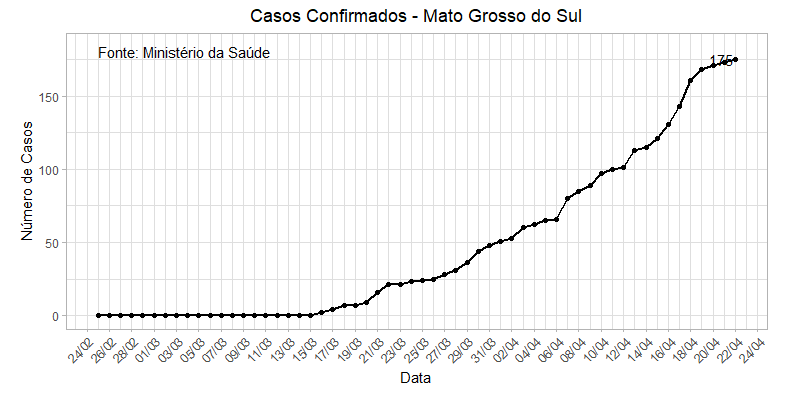 Casos Confirmados - Mato Grosso do Sul
Fonte: Ministério da Saúde
175
150
100
50
0
Número de Casos
24/02 26/02 28/02 01/03 03/03 05/03 07/03 09/03 11/03 13/03 15/03 17/03 19/03 21/03 23/03 25/03 27/03 29/03 31/03 02/04 04/04 06/04 08/04 10/04 12/04 14/04 16/04 18/04 20/04 22/04 24/04
Data